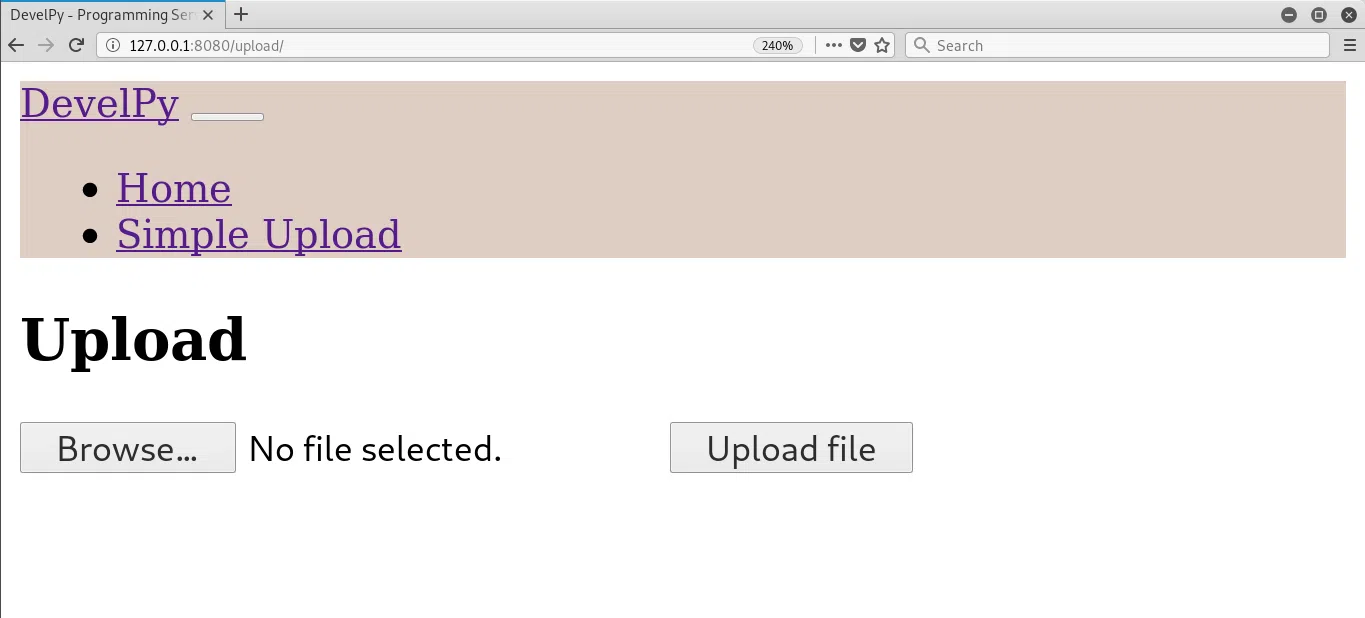 DevelPy - Programming Ser
127.0.0.1:8080/upload/
240%
Search
DevelPy
Home
Simple Upload
Upload
Browse... No file selected. Upload file